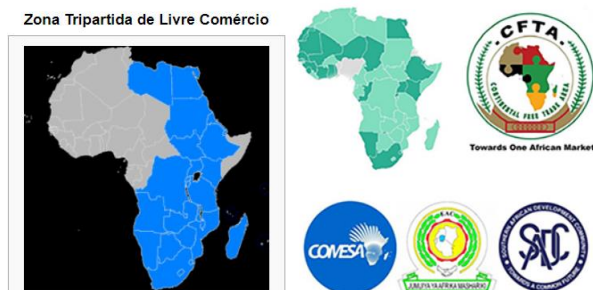 Zona Tripartida de Livre Comércio
CFTA
CONTINENTAL FREE TRADE AREA
Towards One African Market
COMESA
EAC
JUMUIYA YA AFRIKA MASHARIKI
SOUTHERN AFRICAN DEVELOPMENT COMMUNITY
SADC
TOWARDS A COMMON FUTURE